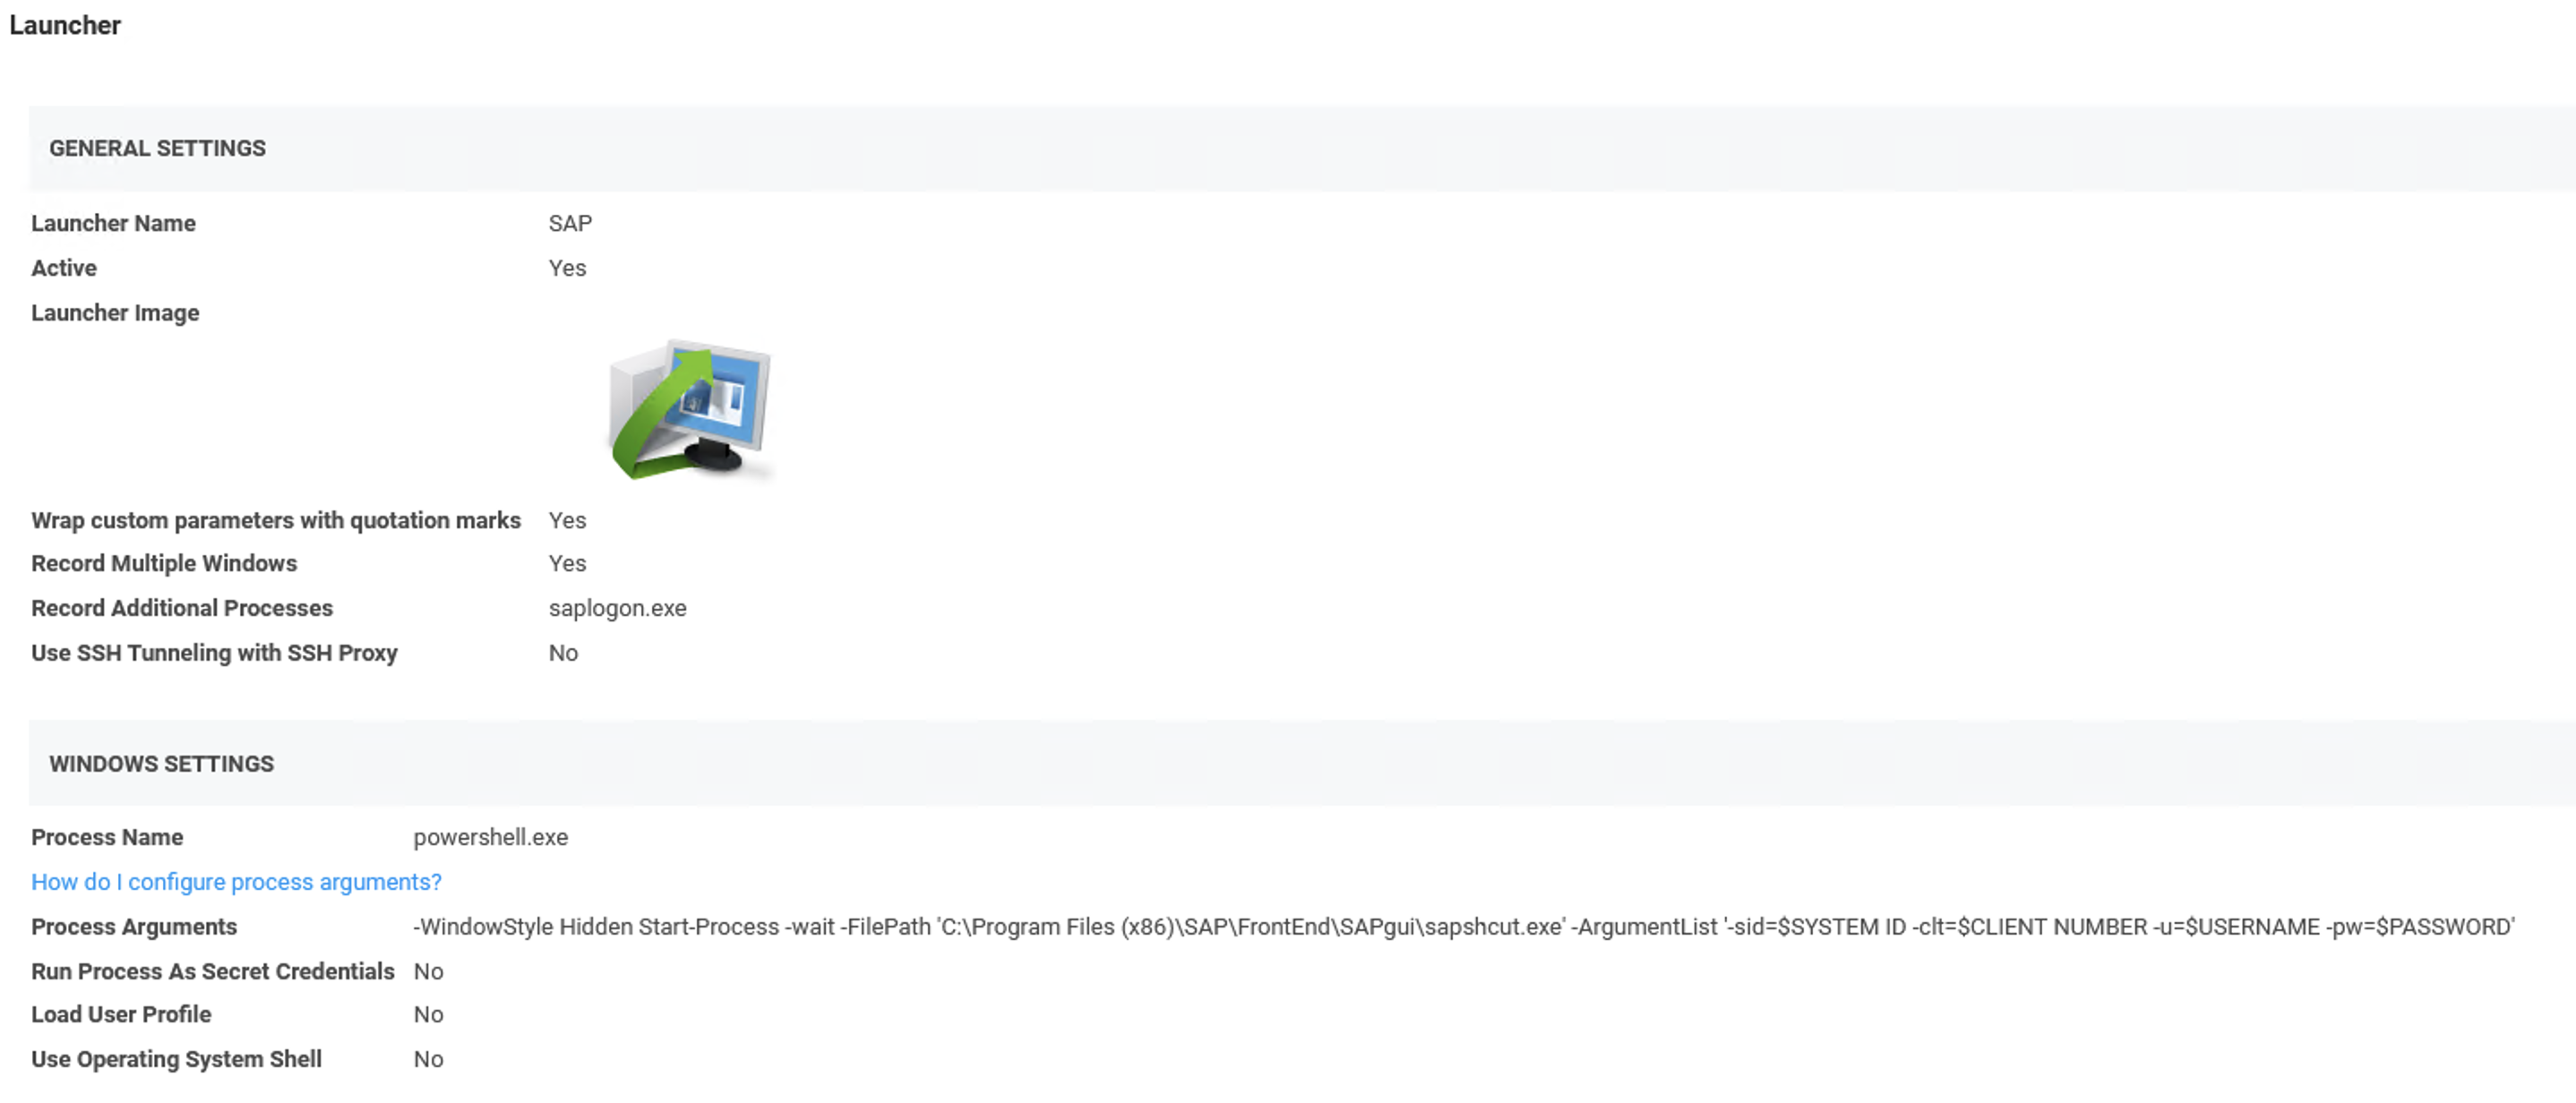 Launcher
GENERAL SETTINGS
Launcher Name SAP
Active Yes
Launcher Image
Wrap custom parameters with quotation marks Yes
Record Multiple Windows Yes
Record Additional Processes saplogon.exe
Use SSH Tunneling with SSH Proxy No
WINDOWS SETTINGS
Process Name powershell.exe
How do I configure process arguments?
Process Arguments -WindowStyle Hidden Start-Process -wait -FilePath 'C:\Program Files (x86)\SAP\FrontEnd\SAPgui\sapshcut.exe' -ArgumentList '-sid=$SYSTEM ID -clt=$CLIENT NUMBER -u=$USERNAME -pw=$PASSWORD'
Run Process As Secret Credentials No
Load User Profile No
Use Operating System Shell No